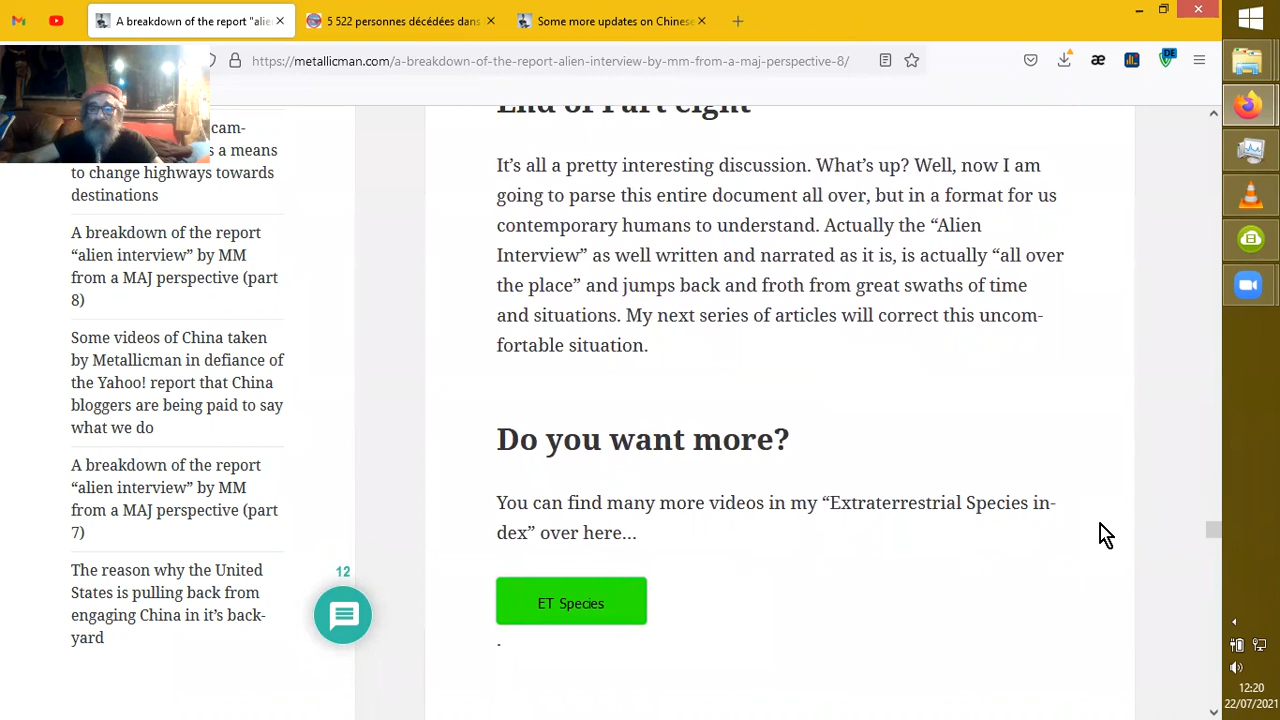 A breakdown of the report "alie
5 522 personnes décédées dans
Some more updates on Chinese
https://metallicman.com/a-breakdown-of-the-report-alien-interview-by-mm-from-a-maj-perspective-8/
DE
cam-
s a means
to change highways towards
destinations
A breakdown of the report
“alien interview” by MM
from a MAJ perspective (part
8)
Some videos of China taken
by Metallicman in defiance of
the Yahoo! report that China
bloggers are being paid to say
what we do
A breakdown of the report
“alien interview” by MM
from a MAJ perspective (part
7)
The reason why the United
States is pulling back from
engaging China in it’s back-
yard
12
End of Part eight
It’s all a pretty interesting discussion. What’s up? Well, now I am
going to parse this entire document all over, but in a format for us
contemporary humans to understand. Actually the “Alien
Interview” as well written and narrated as it is, is actually “all over
the place” and jumps back and froth from great swaths of time
and situations. My next series of articles will correct this uncom-
fortable situation.
Do you want more?
You can find many more videos in my “Extraterrestrial Species in-
dex” over here…
ET Species
.
12:20
22/07/2021